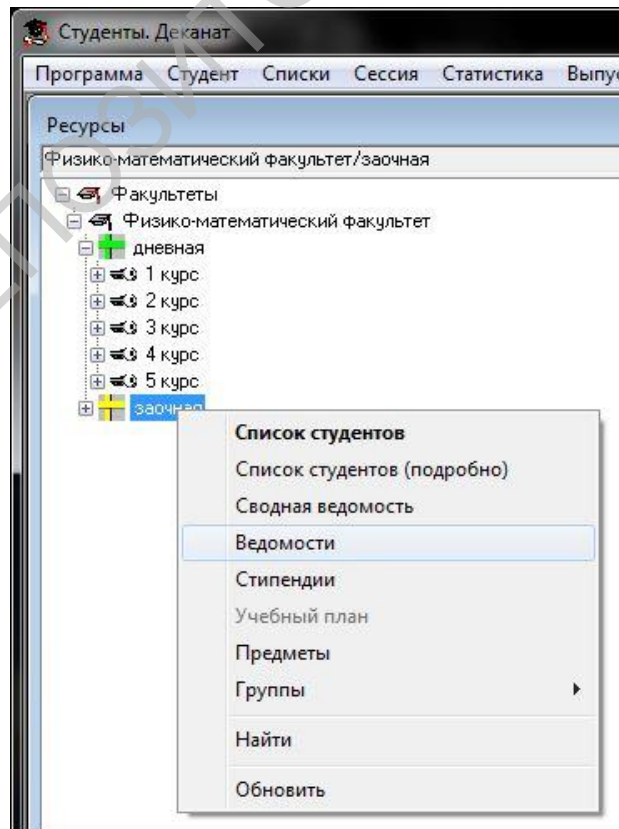 Студенты. Деканат
Программа Студент Списки Сессия Статистика
Ресурсы
Физико-математический факультет/заочная
Факультеты
Физико-математический факультет
дневная
1 курс
2 курс
3 курс
4 курс
5 курс
заочная
Список студентов
Список студентов (подробно)
Сводная ведомость
Ведомости
Стипендии
Учебный план
Предметы
Группы
Найти
Обновить